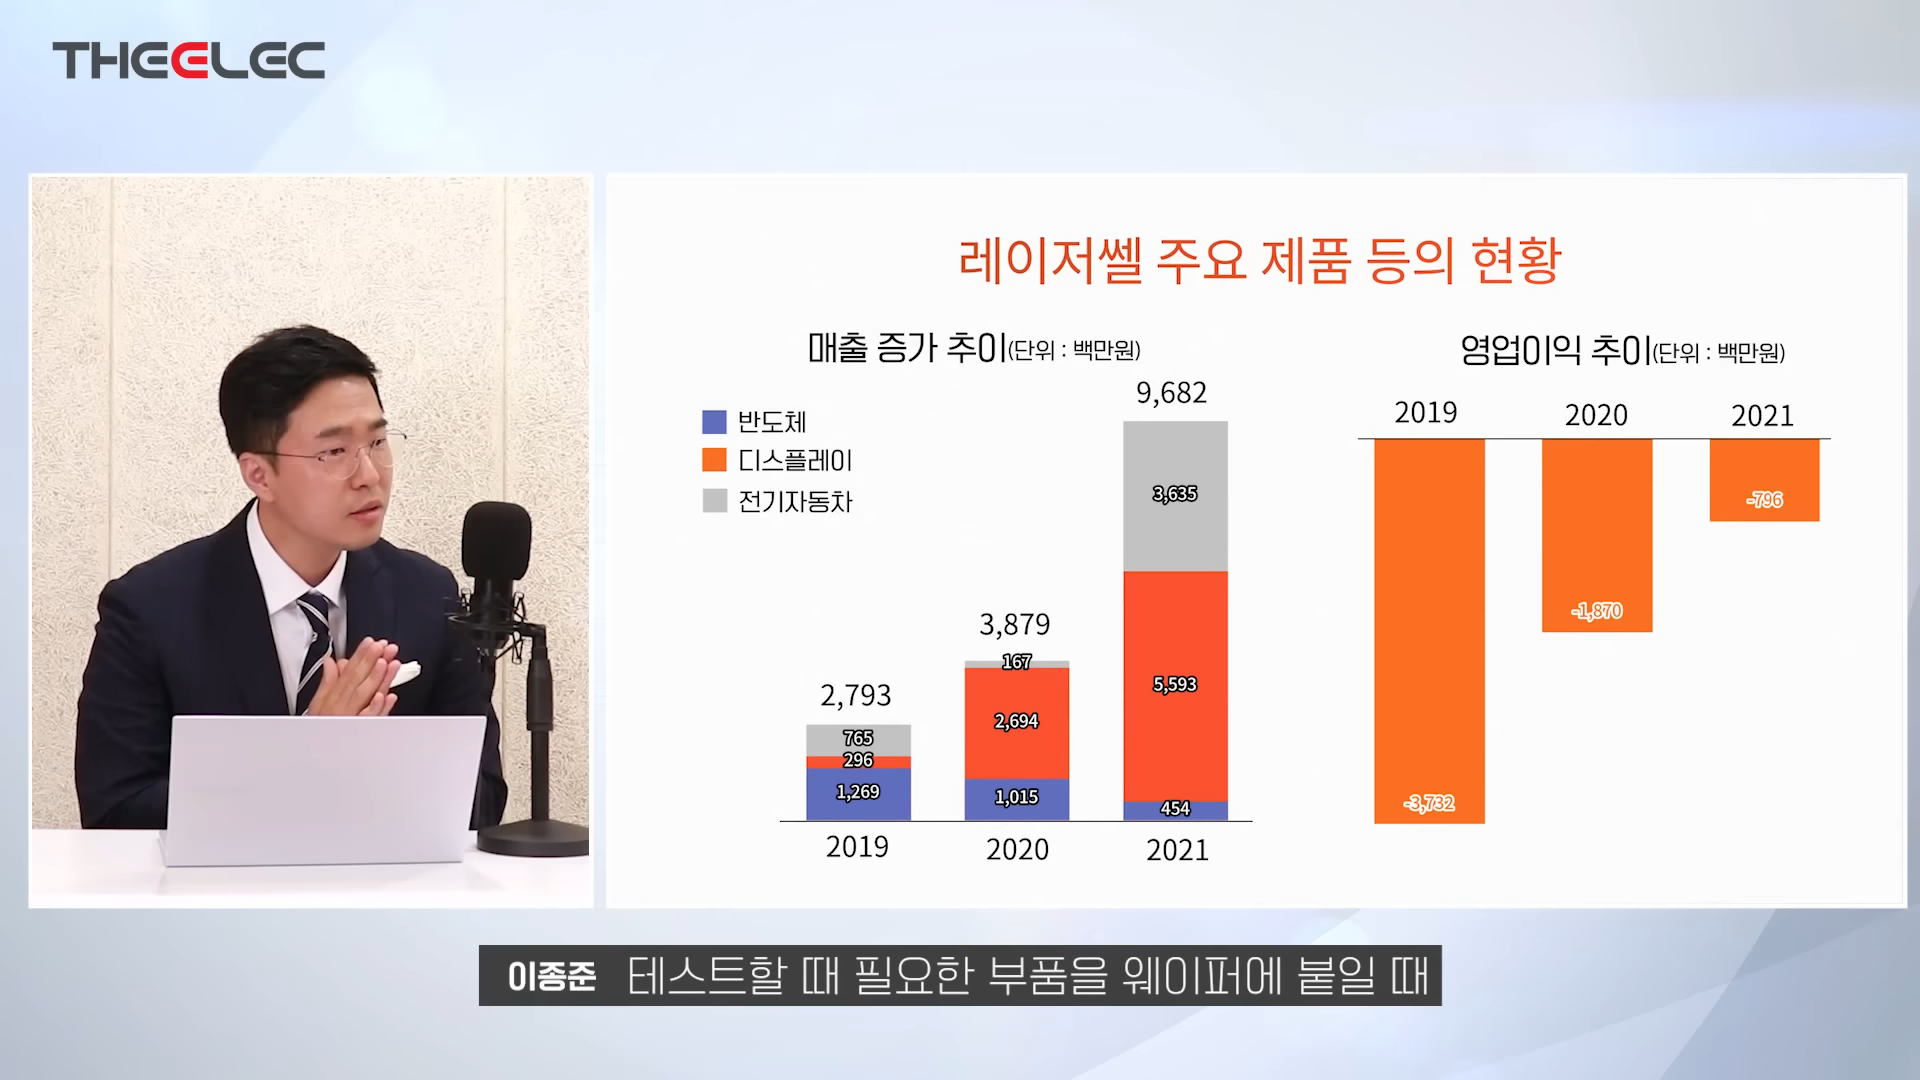 THEELEC
레이저쎌 주요 제품 등의 현황
매출 증가 추이(단위 : 백만원)
반도체
디스플레이
전기자동차
2,793
765
296
1,269
2019
3,879
167
2,694
1,015
2020
9,682
3,635
5,593
454
2021
영업이익 추이(단위 : 백만원)
2019
2020
2021
-3,732
-1,870
-796
이종준 테스트할 때 필요한 부품을 웨이퍼에 붙일 때